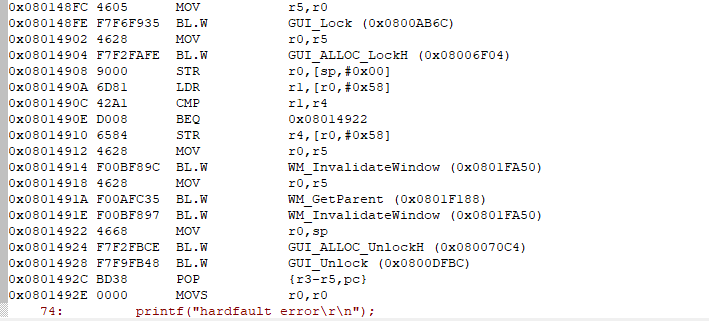 0x080148FC 4605 MOV r5,r0
0x080148FE F7F6F935 BL.W GUI_Lock (0x0800AB6C)
0x08014902 4628 MOV r0,r5
0x08014904 F7F2FAFE BL.W GUI_ALLOC_LockH (0x08006F04)
0x08014908 9000 STR r0,[sp,#0x00]
0x0801490A 6D81 LDR r1,[r0,#0x58]
0x0801490C 42A1 CMP r1,r4
0x0801490E D008 BEQ 0x08014922
0x08014910 6584 STR r4,[r0,#0x58]
0x08014912 4628 MOV r0,r5
0x08014914 F00BF89C BL.W WM_InvalidateWindow (0x0801FA50)
0x08014918 4628 MOV r0,r5
0x0801491A F00AFC35 BL.W WM_GetParent (0x0801F188)
0x0801491E F00BF897 BL.W WM_InvalidateWindow (0x0801FA50)
0x08014922 4668 MOV r0,sp
0x08014924 F7F2FBCE BL.W GUI_ALLOC_UnlockH (0x080070C4)
0x08014928 F7F9FB48 BL.W GUI_Unlock (0x0800DFBC)
0x0801492C BD38 POP {r3-r5,pc}
0x0801492E 0000 MOVS r0,r0
74: printf("hardfault error\r\n");